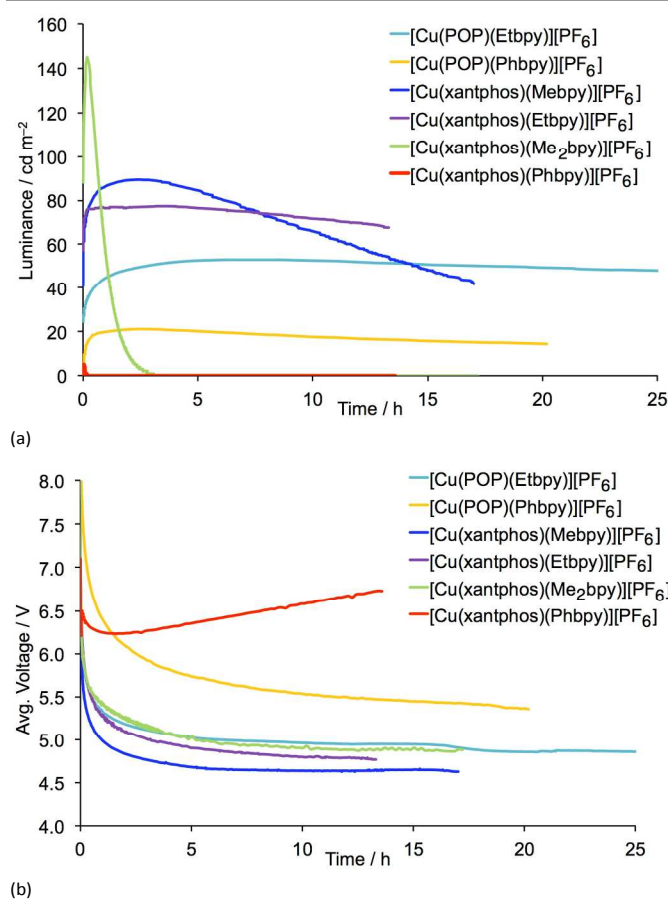 160
140
120
100
80
60
40
20
0
Luminance / cd m⁻²
[Cu(POP)(Etbpy)][PF₆]
[Cu(POP)(Phbpy)][PF₆]
[Cu(xantphos)(Mebpy)][PF₆]
[Cu(xantphos)(Etbpy)][PF₆]
[Cu(xantphos)(Me₂bpy)][PF₆]
[Cu(xantphos)(Phbpy)][PF₆]
0 5 10 15 20 25
Time / h
(a)
8.0
7.5
7.0
6.5
6.0
5.5
5.0
4.5
4.0
Avg. Voltage / V
[Cu(POP)(Etbpy)][PF₆]
[Cu(POP)(Phbpy)][PF₆]
[Cu(xantphos)(Mebpy)][PF₆]
[Cu(xantphos)(Etbpy)][PF₆]
[Cu(xantphos)(Me₂bpy)][PF₆]
[Cu(xantphos)(Phbpy)][PF₆]
0 5 10 15 20 25
Time / h
(b)